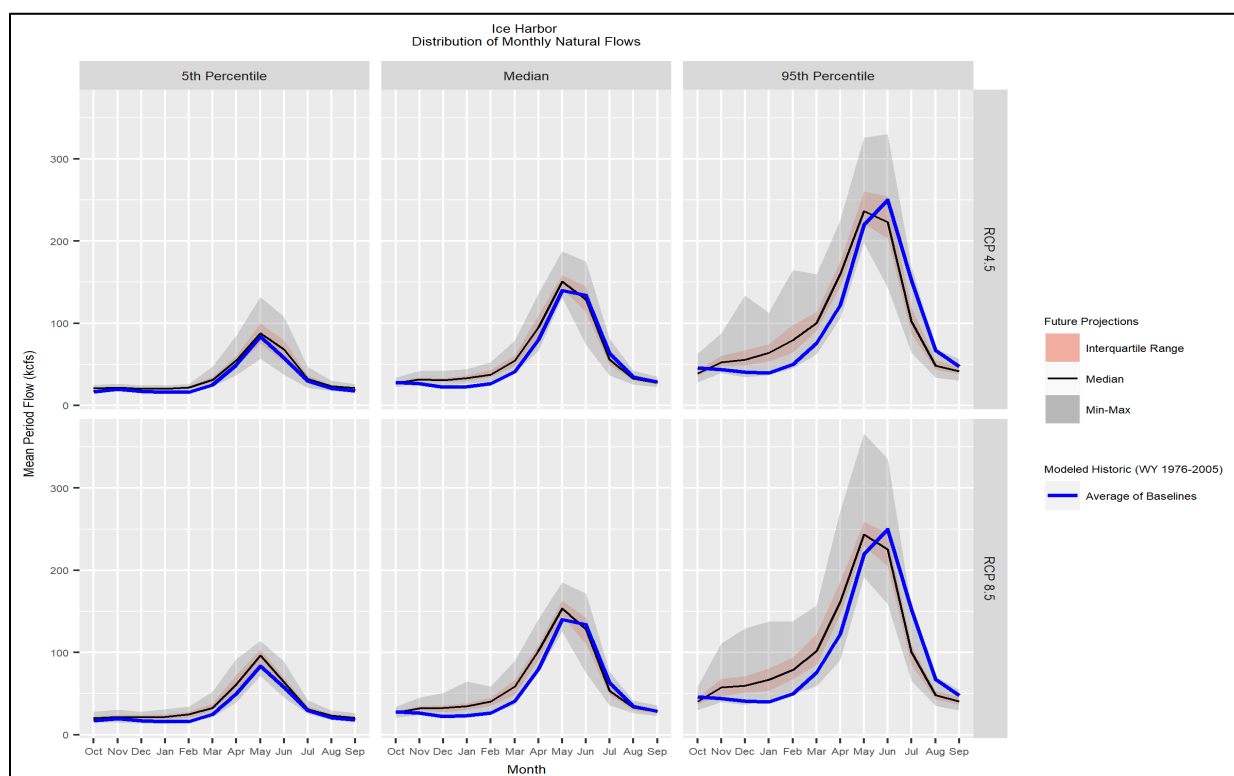 Ice Harbor
Distribution of Monthly Natural Flows
5th Percentile
Median
95th Percentile
Mean Period Flow (kcfs)
300
200
100
0
RCP 4.5
300
200
100
0
RCP 8.5
Oct Nov Dec Jan Feb Mar Apr May Jun Jul Aug Sep
Oct Nov Dec Jan Feb Mar Apr May Jun Jul Aug Sep
Oct Nov Dec Jan Feb Mar Apr May Jun Jul Aug Sep
Month
Future Projections
Interquartile Range
Median
Min-Max
Modeled Historic (WY 1976-2005)
Average of Baselines